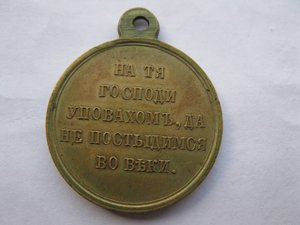 НА ТЯ
ГОСПОДИ
УПОВАХОМЪ, ДА
НЕ ПОСТЫДИМСЯ
ВО ВѢКИ.